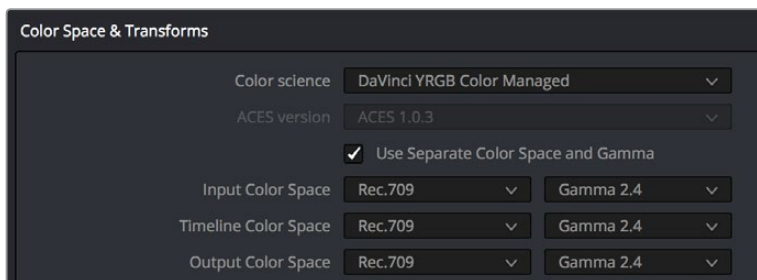 Color Space & Transforms
Color science DaVinci YRGB Color Managed
ACES version ACES 1.0.3
Use Separate Color Space and Gamma
Input Color Space Rec.709 Gamma 2.4
Timeline Color Space Rec.709 Gamma 2.4
Output Color Space Rec.709 Gamma 2.4